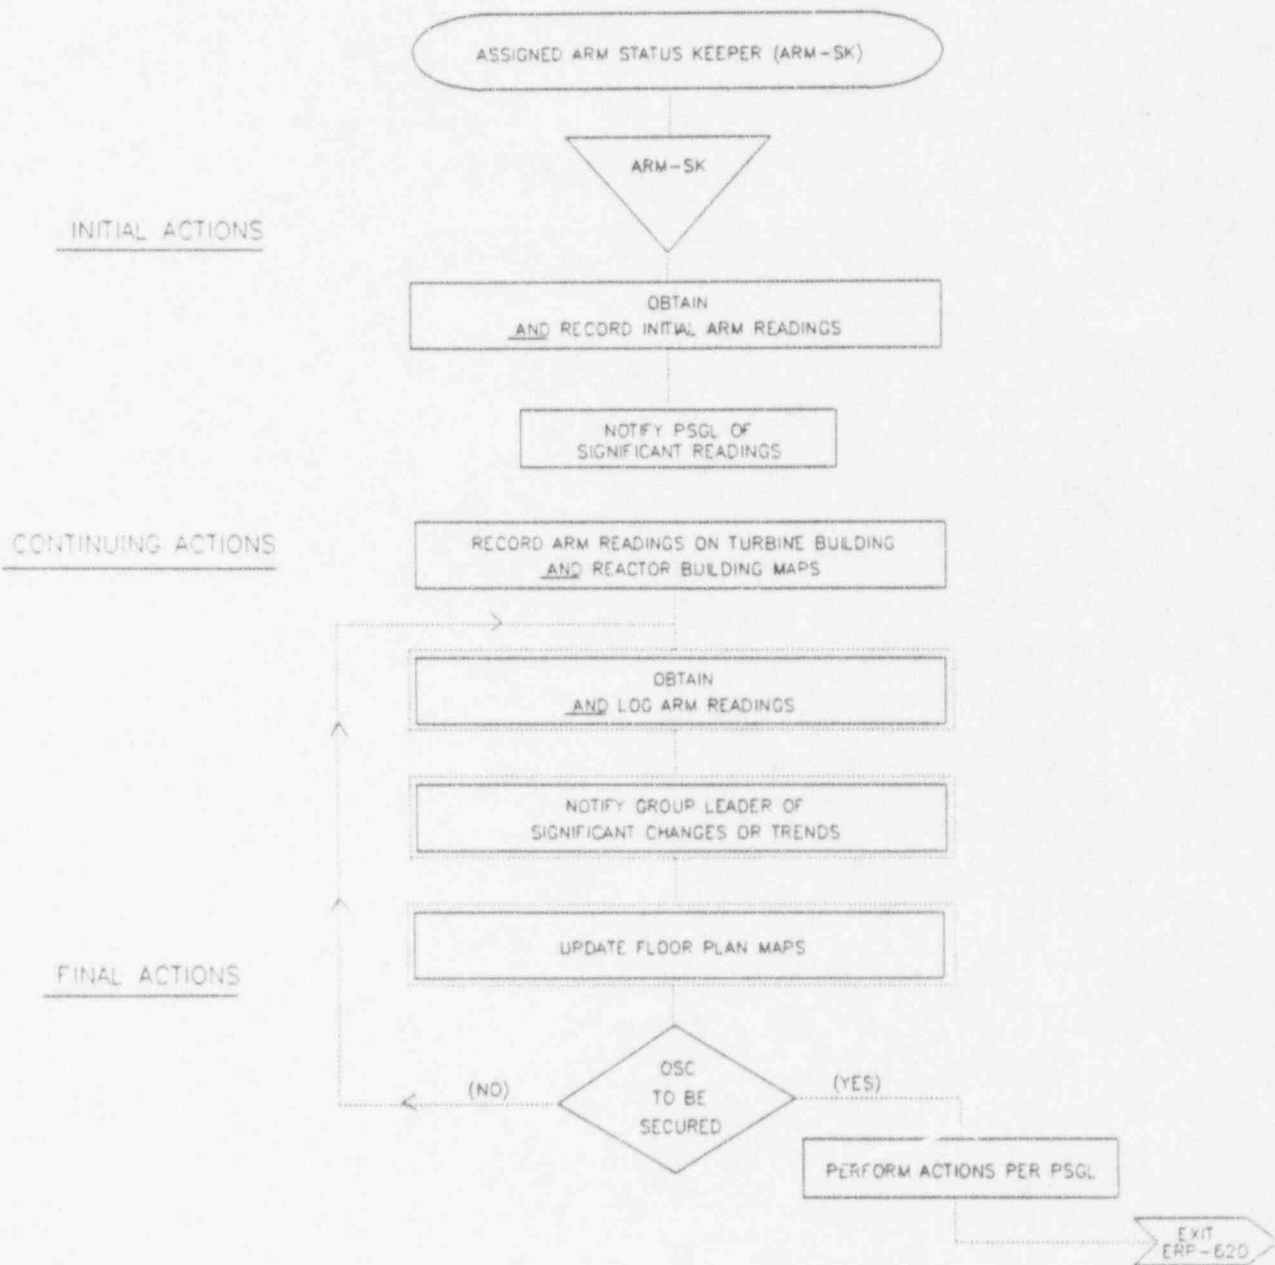 ASSIGNED ARM STATUS KEEPER (ARM-SK)
ARM-SK
INITIAL ACTIONS
OBTAIN
AND RECORD INITIAL ARM READINGS
NOTIFY PSGL OF
SIGNIFICANT READINGS
CONTINUING ACTIONS
RECORD ARM READINGS ON TURBINE BUILDING
AND REACTOR BUILDING MAPS
OBTAIN
AND LOG ARM READINGS
NOTIFY GROUP LEADER OF
SIGNIFICANT CHANGES OR TRENDS
UPDATE FLOOR PLAN MAPS
FINAL ACTIONS
OSC
TO BE
SECURED
(NO)
(YES)
PERFORM ACTIONS PER PSGL
EXIT
ERP-620